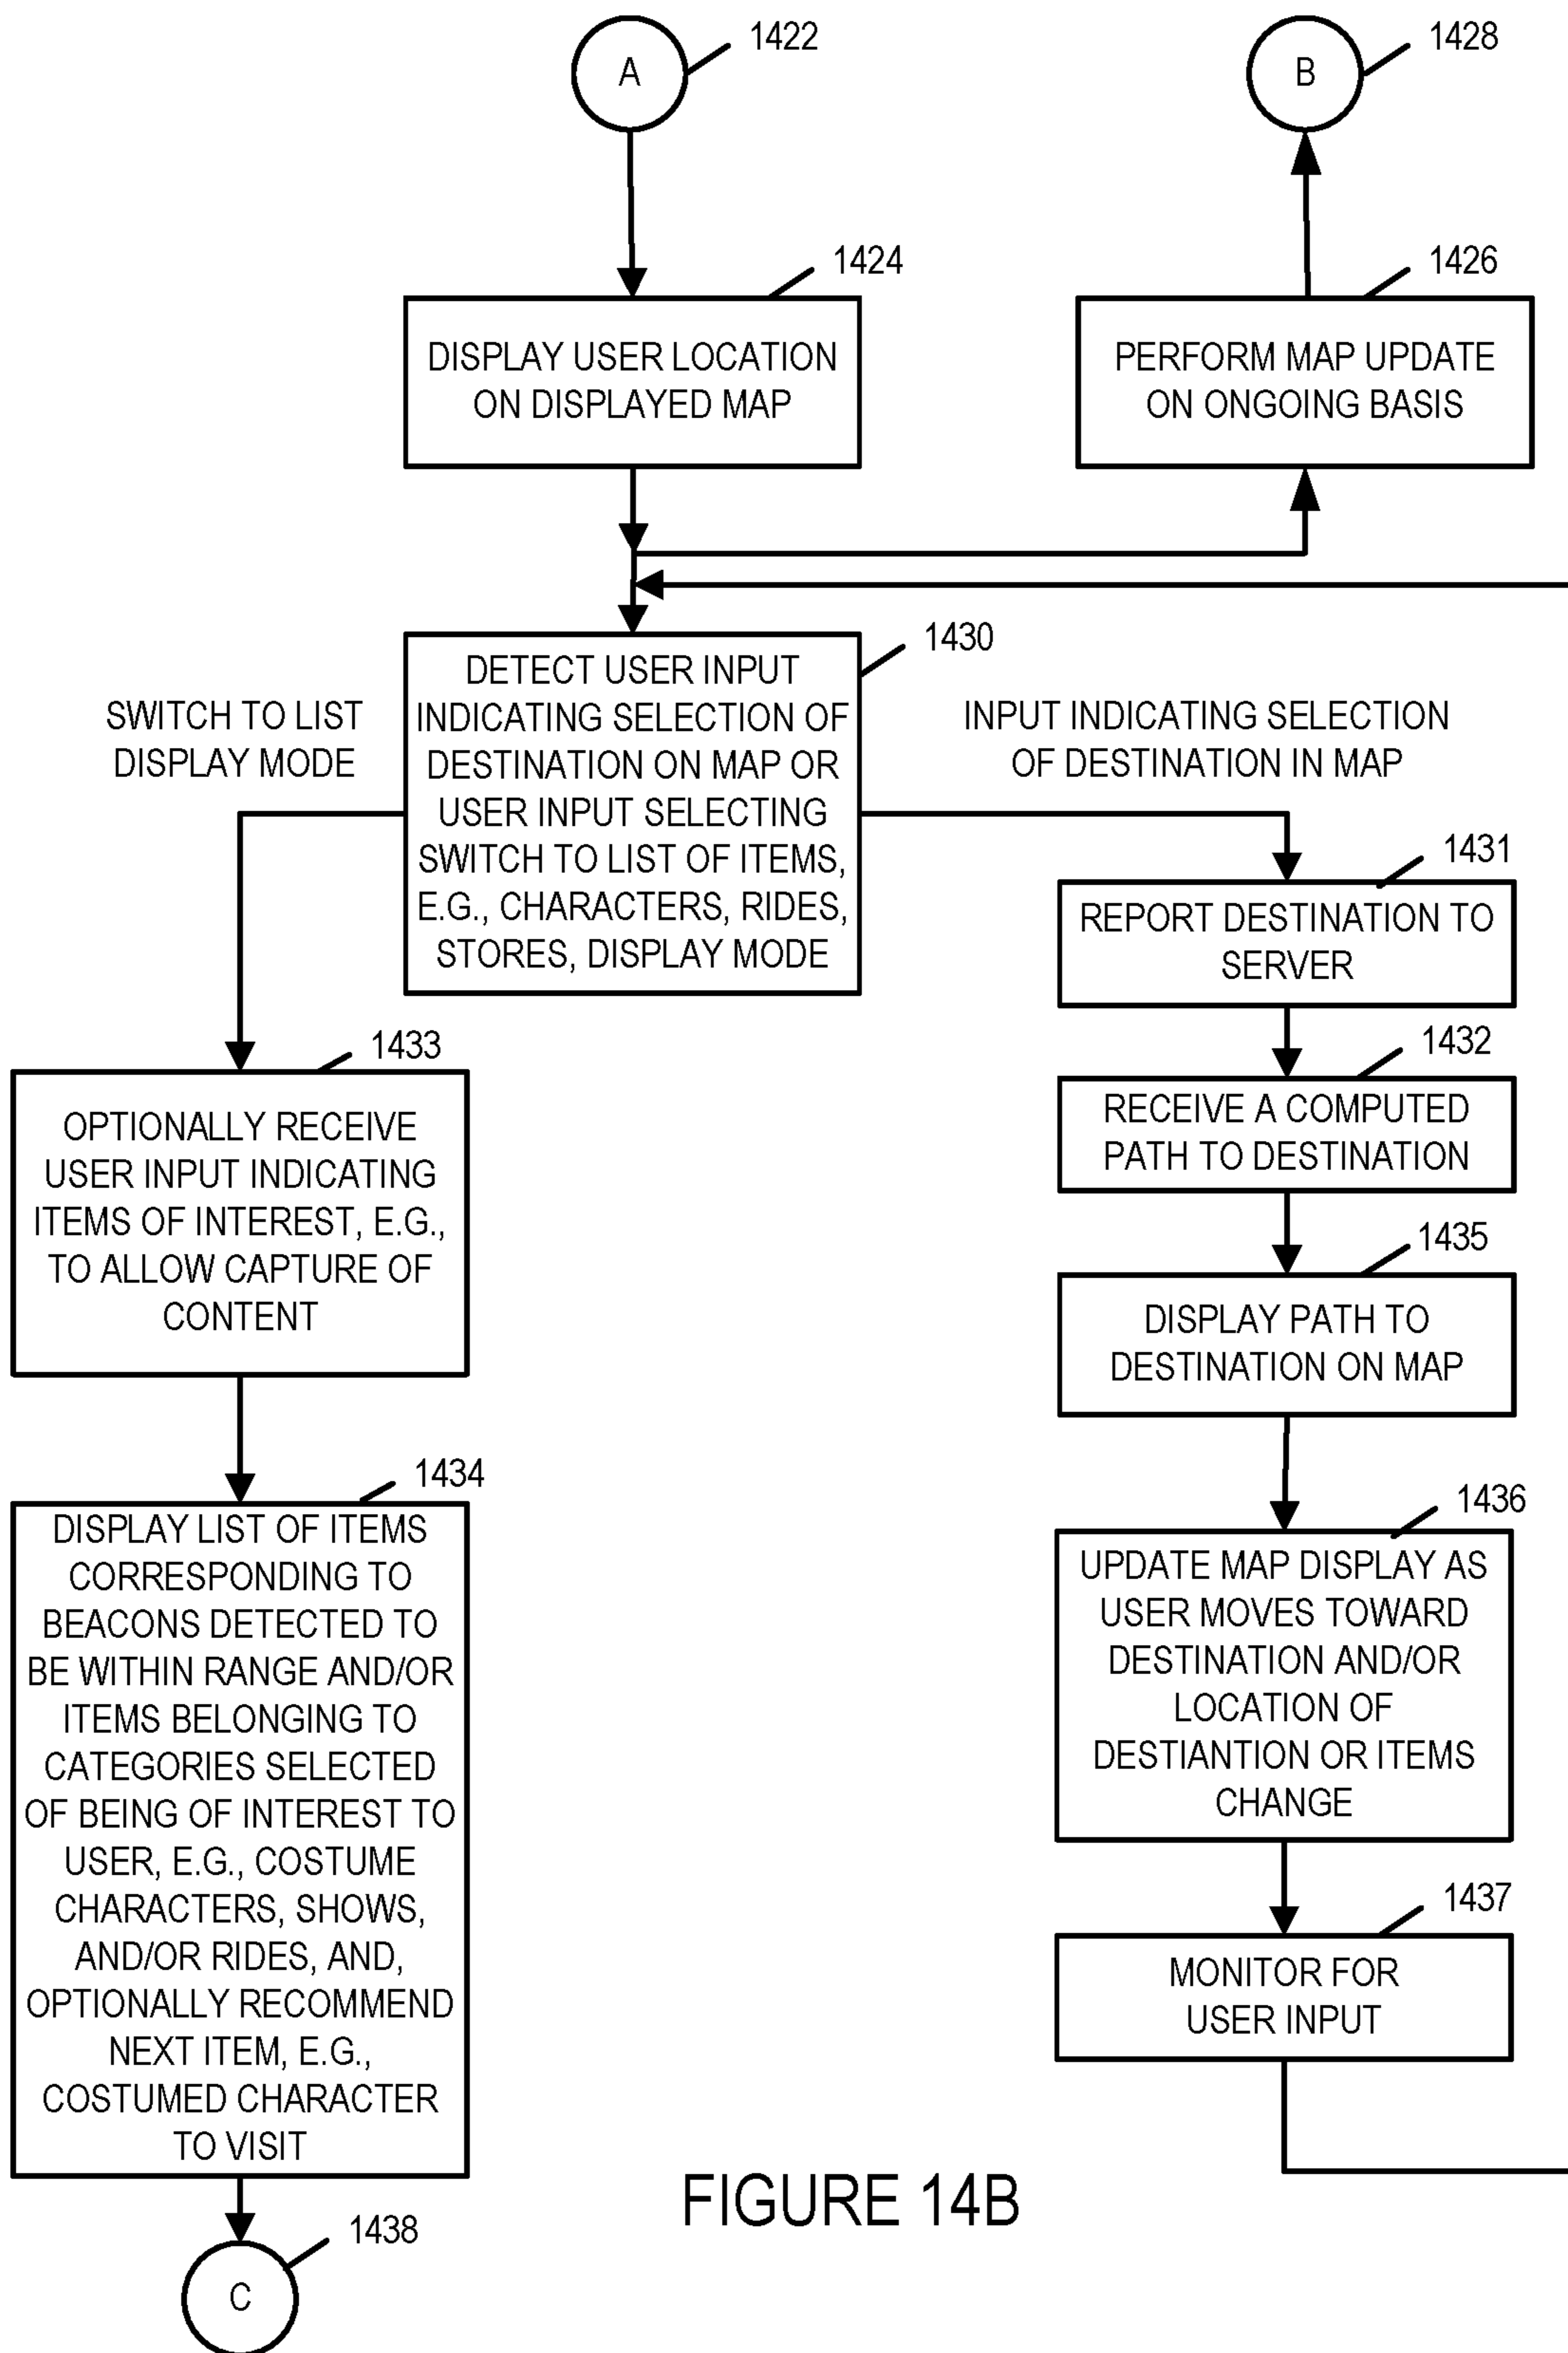 A
1422
B
1428
1424
DISPLAY USER LOCATION
ON DISPLAYED MAP
1426
PERFORM MAP UPDATE
ON ONGOING BASIS
1430
DETECT USER INPUT
INDICATING SELECTION OF
DESTINATION ON MAP OR
USER INPUT SELECTING
SWITCH TO LIST OF ITEMS,
E.G., CHARACTERS, RIDES,
STORES, DISPLAY MODE
SWITCH TO LIST
DISPLAY MODE
INPUT INDICATING SELECTION
OF DESTINATION IN MAP
1431
REPORT DESTINATION TO
SERVER
1432
RECEIVE A COMPUTED
PATH TO DESTINATION
1433
OPTIONALLY RECEIVE
USER INPUT INDICATING
ITEMS OF INTEREST, E.G.,
TO ALLOW CAPTURE OF
CONTENT
1435
DISPLAY PATH TO
DESTINATION ON MAP
1434
DISPLAY LIST OF ITEMS
CORRESPONDING TO
BEACONS DETECTED TO
BE WITHIN RANGE AND/OR
ITEMS BELONGING TO
CATEGORIES SELECTED
OF BEING OF INTEREST TO
USER, E.G., COSTUME
CHARACTERS, SHOWS,
AND/OR RIDES, AND,
OPTIONALLY RECOMMEND
NEXT ITEM, E.G.,
COSTUMED CHARACTER
TO VISIT
1436
UPDATE MAP DISPLAY AS
USER MOVES TOWARD
DESTINATION AND/OR
LOCATION OF
DESTIANTION OR ITEMS
CHANGE
1437
MONITOR FOR
USER INPUT
1438
C
FIGURE 14B